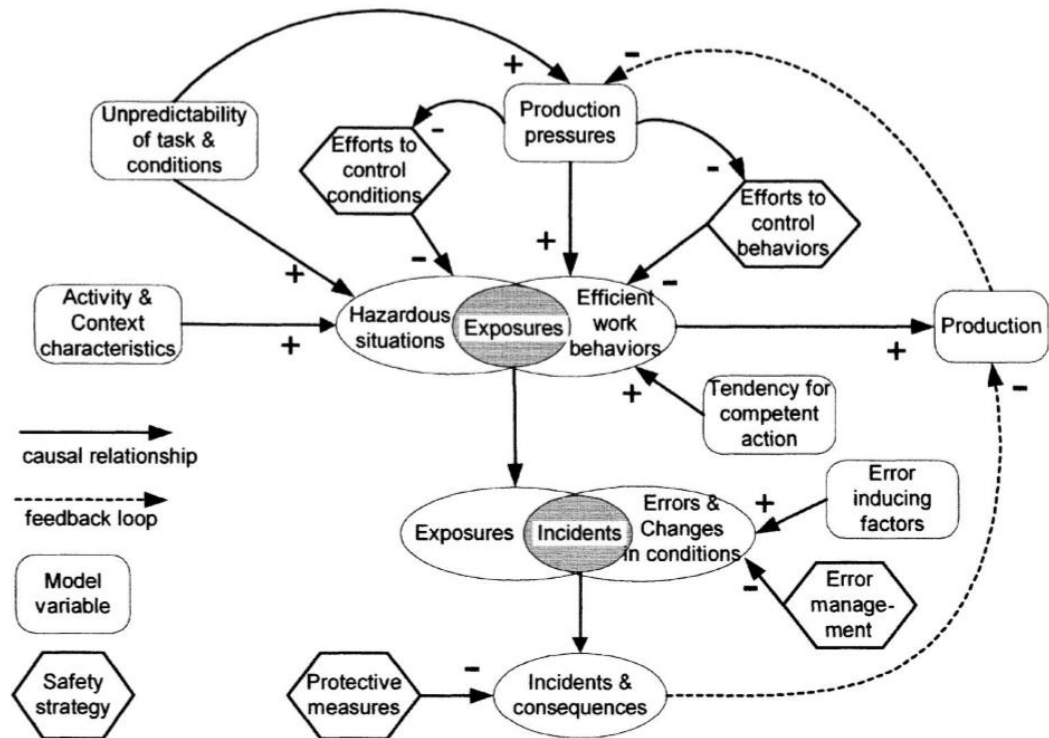 +
-
Unpredictability
of task &
conditions
Production
pressures
-
-
Efforts to
control
conditions
Efforts to
control
behaviors
+
-
+
-
Activity &
Context
characteristics
+
Hazardous
situations
Exposures
Efficient
work
behaviors
+
Production
-
+
Tendency for
competent
action
causal relationship
feedback loop
Exposures
Incidents
Errors &
Changes
in conditions
+
-
Error
inducing
factors
Model
variable
Error
manage-
ment
Safety
strategy
Protective
measures
-
Incidents &
consequences